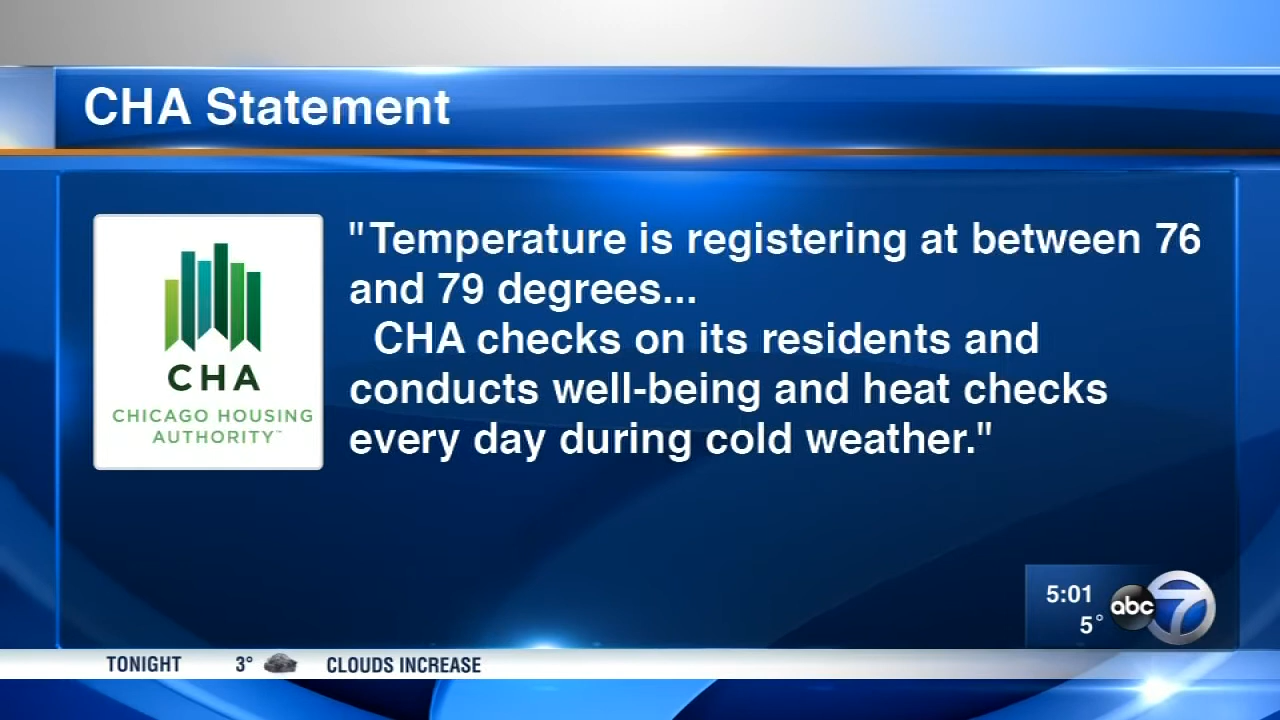 CHA Statement
"Temperature is registering at between 76
and 79 degrees...
CHA checks on its residents and
conducts well-being and heat checks
every day during cold weather."
CHA
CHICAGO HOUSING
AUTHORITY™
5:01
5°
abc 7
TONIGHT 3° CLOUDS INCREASE